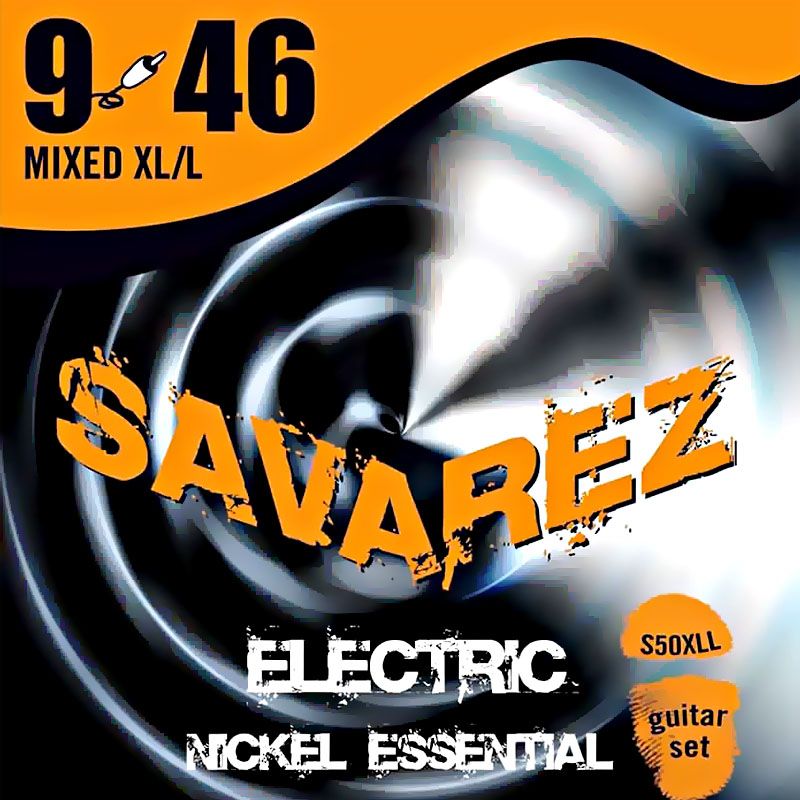 9 46
MIXED XL/L
SAVAREZ
ELECTRIC
NICKEL ESSENTIAL
S50XLL
guitar
set